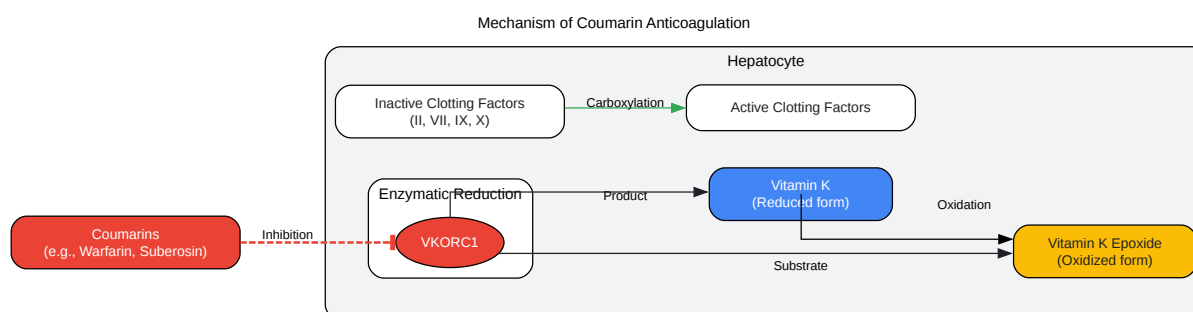 Mechanism of Coumarin Anticoagulation
Hepatocyte
Inactive Clotting Factors
(II, VII, IX, X)
Carboxylation
Active Clotting Factors
Enzymatic Reduction
Product
Vitamin K
(Reduced form)
Oxidation
Coumarins
(e.g., Warfarin, Suberosin)
Inhibition
VKORC1
Substrate
Vitamin K Epoxide
(Oxidized form)